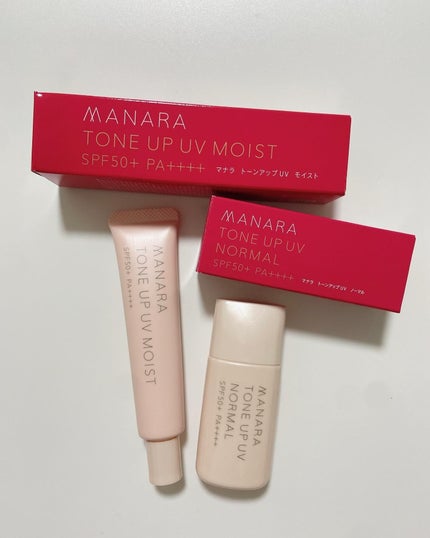 MANARA
TONE UP UV MOIST
SPF50+ PA++++ マナラ トーンアップUV モイスト
MANARA
TONE UP UV
NORMAL
SPF50+ PA++++ マナラ トーンアップUV ノーマル
MANARA
TONE UP UV MOIST
SPF50+ PA++++
MANARA
TONE UP UV
NORMAL
SPF50+ PA++++